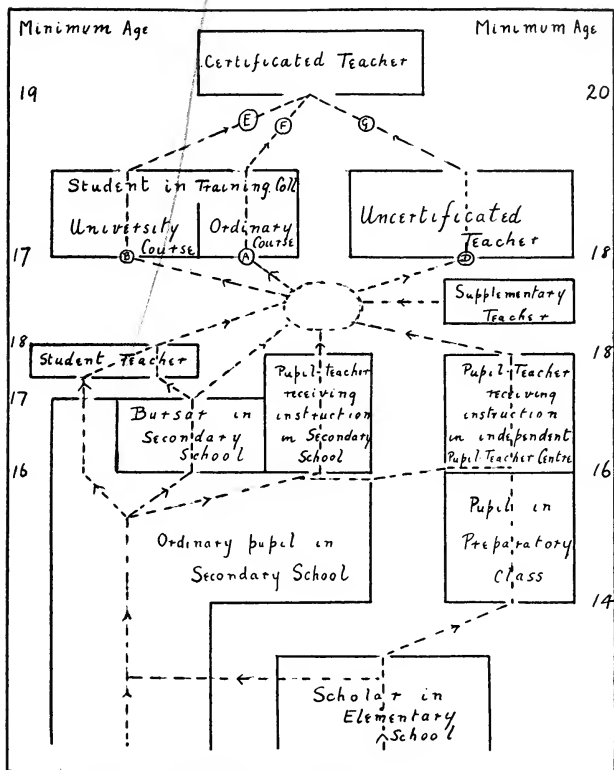 Minimum Age
Minimum Age
Certificated Teacher
19
20
E
F
G
Student in Training Coll
University
Course
Ordinary
Course
Uncertificated
Teacher
17
B
A
D
18
Supplementary
Teacher
18
Student Teacher
18
17
Bursar in
Secondary
School
Pupil-teacher
receiving
instruction
in Secondary
School
Pupil-Teacher
receiving
instruction
in independent
Pupil-Teacher Centre
16
16
Ordinary pupil in
Secondary School
Pupil in
Preparatory
Class
14
Scholar in
Elementary
School